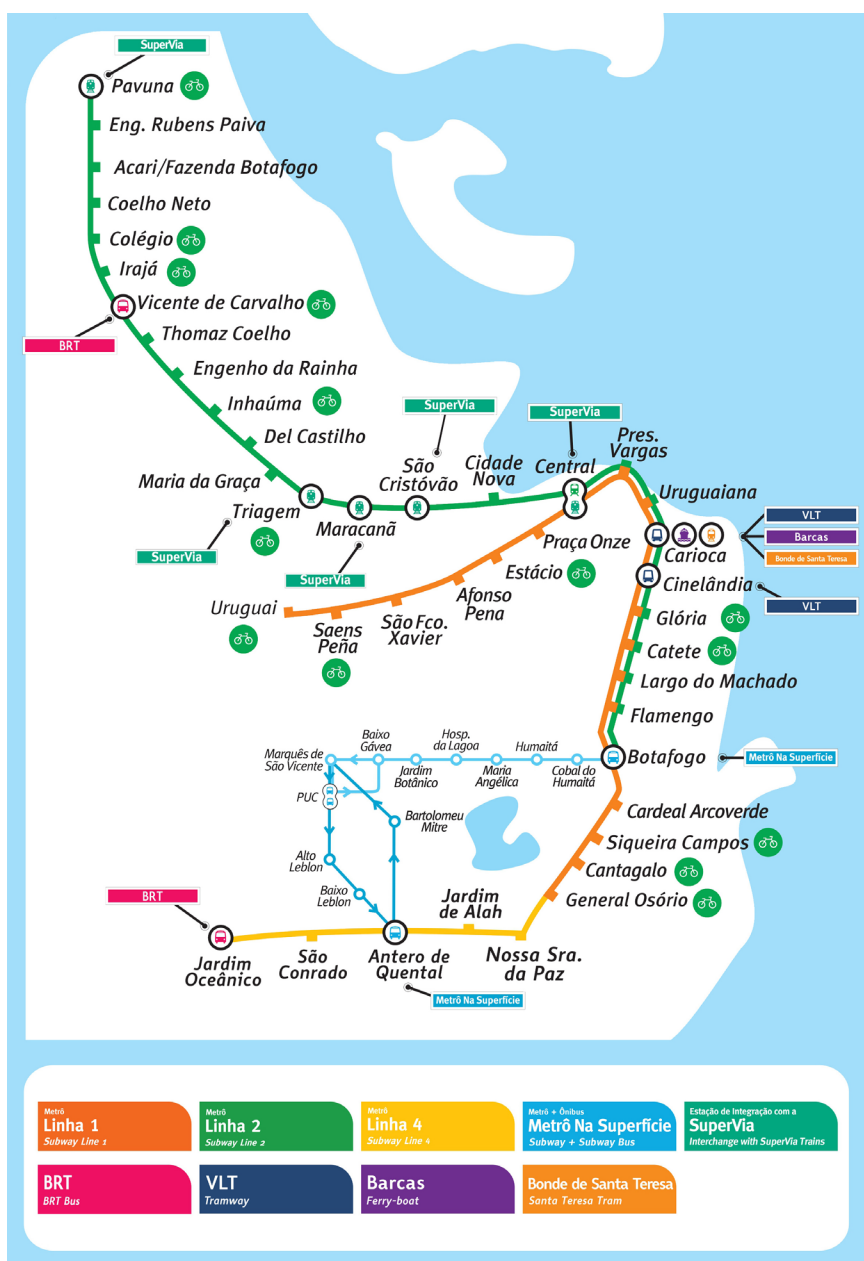 SuperVia
Pavuna
Eng. Rubens Paiva
Acari/Fazenda Botafogo
Coelho Neto
Colégio
Irajá
Vicente de Carvalho
BRT
Thomaz Coelho
Engenho da Rainha
Inhaúma
Del Castilho
Maria da Graça
Triagem
SuperVia
Maracanã
SuperVia
SuperVia
São
Cristóvão
Cidade
Nova
SuperVia
Central
Pres.
Vargas
Uruguaiana
Carioca
VLT
Barcas
Bonde de Santa Teresa
Cinelândia
VLT
Praça Onze
Estácio
Afonso
Pena
São Fco.
Xavier
Saens
Peña
Uruguai
Glória
Catete
Largo do Machado
Flamengo
Botafogo
Metrô Na Superfície
Marquês de
São Vicente
Baixo
Gávea
Jardim
Botânico
Hosp.
da Lagoa
Maria
Angélica
Humaitá
Cobal do
Humaitá
PUC
Bartolomeu
Mitre
Alto
Leblon
Baixo
Leblon
Cardeal Arcoverde
Siqueira Campos
Cantagalo
General Osório
BRT
Jardim
Oceânico
São
Conrado
Antero de
Quental
Metrô Na Superfície
Jardim
de Alah
Nossa Sra.
da Paz
Metrô
Linha 1
Subway Line 1
Metrô
Linha 2
Subway Line 2
Metrô
Linha 4
Subway Line 4
Metrô + Ônibus
Metrô Na Superfície
Subway + Subway Bus
Estação de Integração com a
SuperVia
Interchange with SuperVia Trains
BRT
BRT Bus
VLT
Tramway
Barcas
Ferry-boat
Bonde de Santa Teresa
Santa Teresa Tram